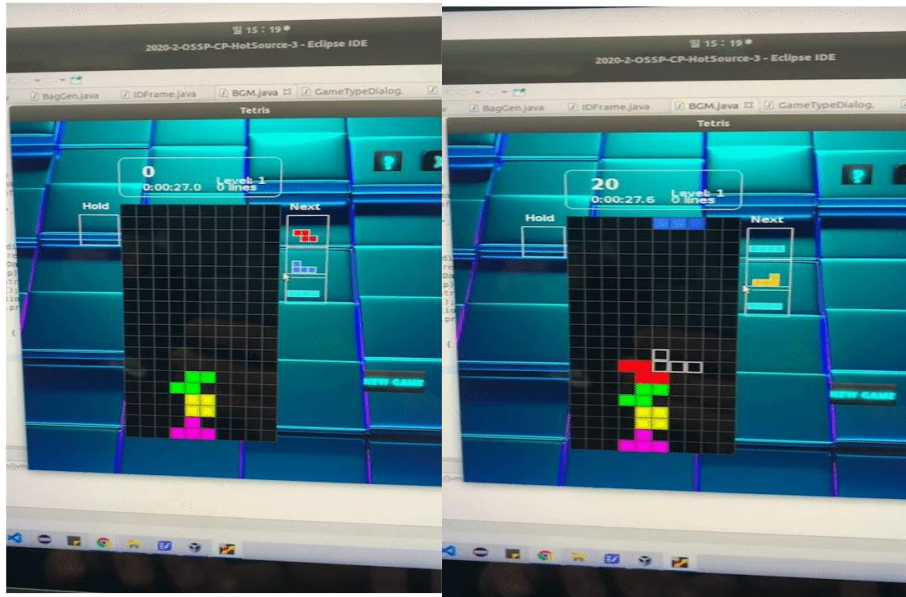 일 15 : 19
2020-2-OSSP-CP-HotSource-3 - Eclipse IDE
BagGen.java
IDFrame.java
BGM.java
GameTypeDialog.
Tetris
0
Level: 1
0:00:27.0
0 lines
Hold
Next
?
NEW GAME
일 15 : 19
2020-2-OSSP-CP-HotSource-3 - Eclipse IDE
BagGen.java
IDFrame.java
BGM.java
GameTypeDialog.
Tetris
20
Level: 1
0:00:27.6
0 lines
Hold
Next
?
NEW GAME